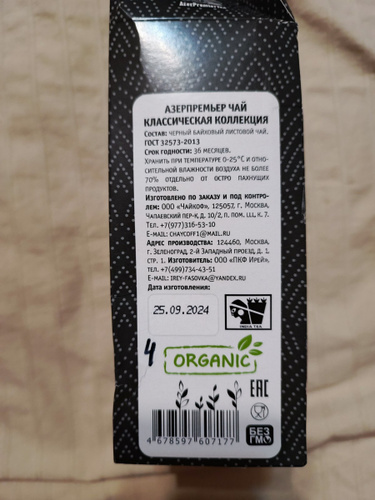 АЗЕРПРЕМЬЕР ЧАЙ
КЛАССИЧЕСКАЯ КОЛЛЕКЦИЯ
СОСТАВ: ЧЕРНЫЙ БАЙХОВЫЙ ЛИСТОВОЙ ЧАЙ.
ГОСТ 32573-2013
СРОК ГОДНОСТИ: 36 МЕСЯЦЕВ.
ХРАНИТЬ ПРИ ТЕМПЕРАТУРЕ 0-25°С И ОТНО-
СИТЕЛЬНОЙ ВЛАЖНОСТИ ВОЗДУХА НЕ БОЛЕЕ
70% ОТДЕЛЬНО ОТ ОСТРО ПАХНУЩИХ
ПРОДУКТОВ.
ИЗГОТОВЛЕНО ПО ЗАКАЗУ И ПОД КОНТРО-
ЛЕМ: ООО «ЧАЙКОФ», 125057, Г. МОСКВА,
ЧАПАЕВСКИЙ ПЕР-К, Д. 10/2, П. ПОМ. ЦЦ, К. 7.
ТЕЛ. +7(977)316-53-10
E-MAIL: CHAYCOFF1@MAIL.RU
АДРЕС ПРОИЗВОДСТВА: 124460, Г. МОСКВА,
Г. ЗЕЛЕНОГРАД, 2-Й ЗАПАДНЫЙ ПРОЕЗД, Д. 1,
СТР. 1. ИЗГОТОВИТЕЛЬ: ООО «ПКФ ИРЕЙ».
ТЕЛ. +7(499)734-43-51
E-MAIL: IREY-FASOVKA@YANDEX.RU
ДАТА ИЗГОТОВЛЕНИЯ:
25.09.2024
INDIA TEA
4
ORGANIC
EAC
БЕЗ
ГМО
4 678597 607177